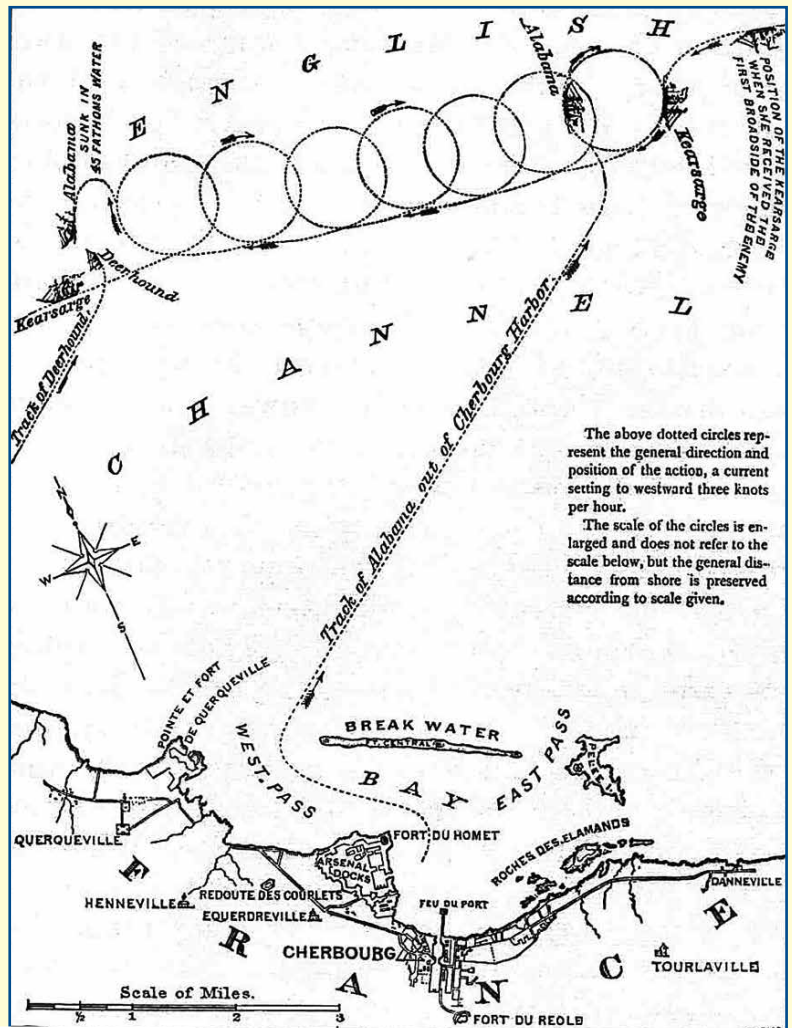 ENGLISH
CHANNEL
Alabama
Kearsarge
POSITION OF THE KEARSARGE
WHEN SHE RECEIVED THE
FIRST BROADSIDE OF THE ENEMY
Alabama
SUNK IN
45 FATHOMS WATER
Deerhound
Kearsarge
Track of Deerhound
Track of Alabama out of Cherbourg Harbor
The above dotted circles rep-
resent the general direction and
position of the action, a current
setting to westward three knots
per hour.
The scale of the circles is en-
larged and does not refer to the
scale below, but the general dis-
tance from shore is preserved
according to scale given.
N
E
W
S
POINTE ET FORT
DE QUERQUEVILLE
WEST. PASS
BREAK WATER
FT. CENTRAL
BAY
EAST PASS
PELEE I.
QUERQUEVILLE
FORT DU HOMET
ARSENAL
DOCKS
ROCHES DES. ELAMANDS
DANNEVILLE
HENNEVILLE
REDOUTE DES COUPLETS
EQUERDREVILLE
FEU DU PORT
FRANCE
CHERBOURG
TOURLAVILLE
Scale of Miles.
½ 1 2 3
FORT DU REOLE